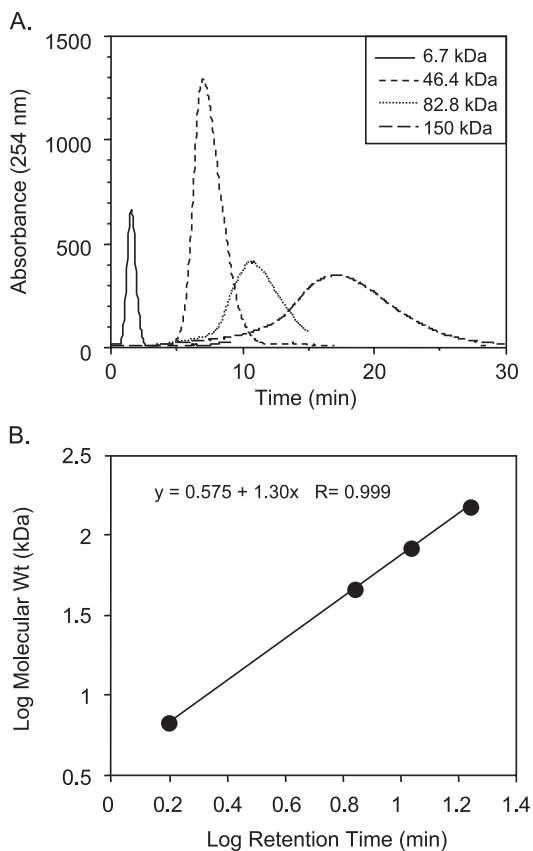 A.
1500
1000
500
0
Absorbance (254 nm)
6.7 kDa
46.4 kDa
82.8 kDa
150 kDa
0 10 20 30
Time (min)
B.
2.5
2
1.5
1
0.5
Log Molecular Wt (kDa)
y = 0.575 + 1.30x R= 0.999
0 0.2 0.4 0.6 0.8 1 1.2 1.4
Log Retention Time (min)